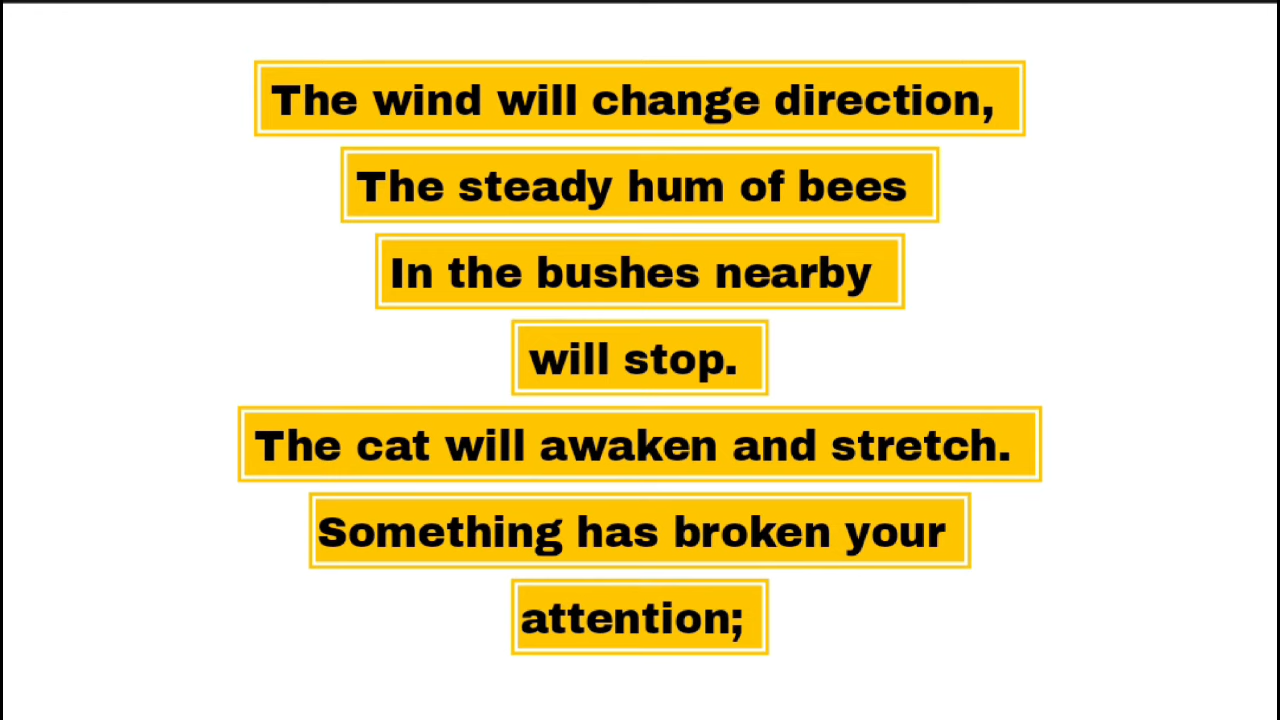 The wind will change direction,
The steady hum of bees
In the bushes nearby
will stop.
The cat will awaken and stretch.
Something has broken your
attention;